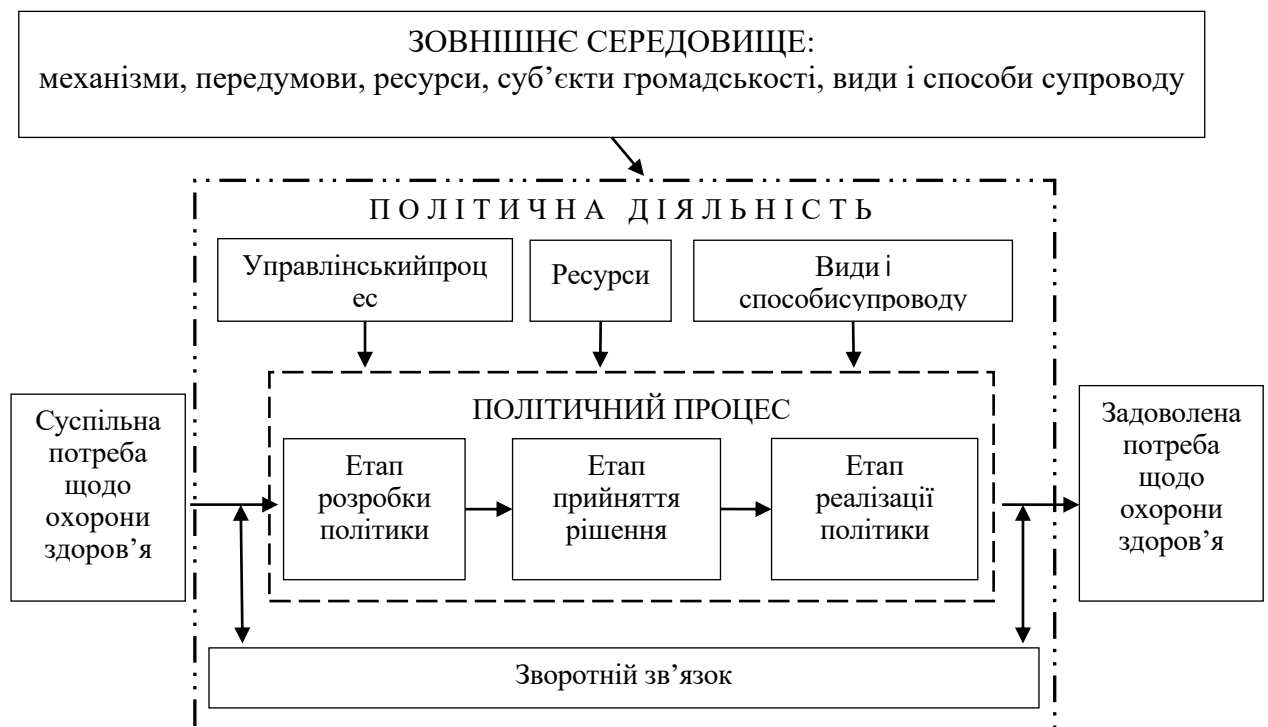 ЗОВНІШНЄ СЕРЕДОВИЩЕ:
механізми, передумови, ресурси, суб’єкти громадськості, види і способи супроводу
ПОЛІТИЧНА ДІЯЛЬНІСТЬ
Управлінськийпроц
ес
Ресурси
Види і
способисупроводу
Суспільна
потреба
щодо
охорони
здоров’я
ПОЛІТИЧНИЙ ПРОЦЕС
Етап
розробки
політики
Етап
прийняття
рішення
Етап
реалізації
політики
Задоволена
потреба
щодо
охорони
здоров’я
Зворотній зв’язок